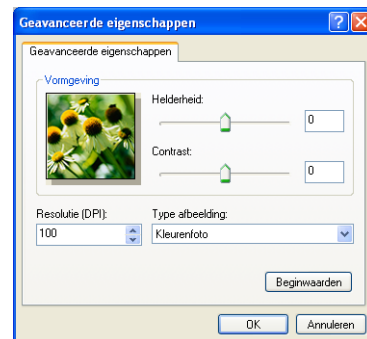 Geavanceerde eigenschappen
Geavanceerde eigenschappen
Vormgeving
Helderheid:
0
Contrast:
0
Resolutie (DPI):
Type afbeelding:
100
Kleurenfoto
Beginwaarden
OK
Annuleren